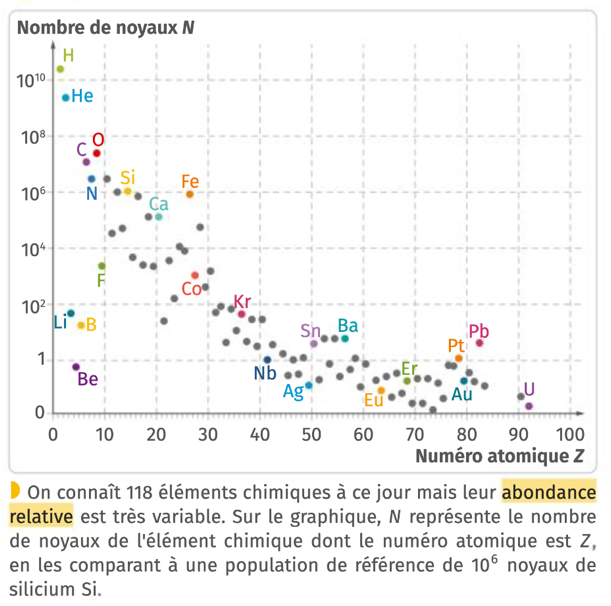 Nombre de noyaux N
H
10¹⁰
He
10⁸
O
C
Si
Fe
10⁶
N
Ca
10⁴
F
Co
10²
Kr
Li
B
Sn
Ba
Pb
1
Pt
Be
Nb
Er
Ag
Eu
Au
U
0
0 10 20 30 40 50 60 70 80 90 100
Numéro atomique Z
On connaît 118 éléments chimiques à ce jour mais leur abondance
relative est très variable. Sur le graphique, N représente le nombre
de noyaux de l'élément chimique dont le numéro atomique est Z,
en les comparant à une population de référence de 10⁶ noyaux de
silicium Si.